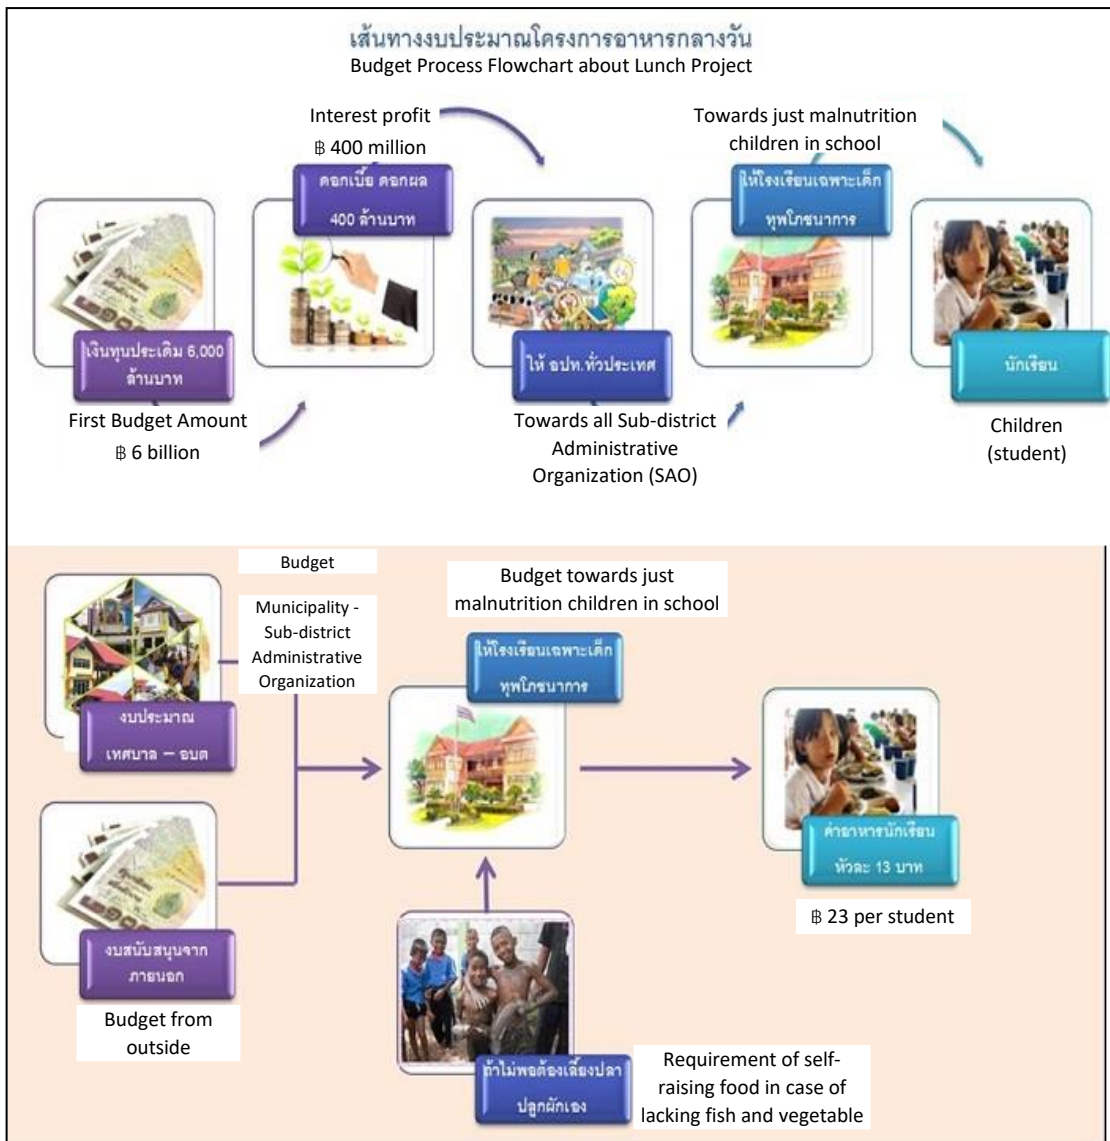 เส้นทางงบประมาณโครงการอาหารกลางวัน
Budget Process Flowchart about Lunch Project
Interest profit
฿ 400 million
Towards just malnutrition
children in school
ดอกเบี้ย ดอกผล
400 ล้านบาท
ให้โรงเรียนเฉพาะเด็ก
ทุพโภชนาการ
เงินทุนประเดิม 6,000
ล้านบาท
ให้ อปท.ทั่วประเทศ
นักเรียน
First Budget Amount
฿ 6 billion
Towards all Sub-district
Administrative
Organization (SAO)
Children
(student)
Budget
Municipality -
Sub-district
Administrative
Organization
Budget towards just
malnutrition children in school
ให้โรงเรียนเฉพาะเด็ก
ทุพโภชนาการ
งบประมาณ
เทศบาล – อบต
ค่าอาหารนักเรียน
หัวละ 13 บาท
฿ 23 per student
งบสนับสนุนจาก
ภายนอก
Budget from
outside
ถ้าไม่พอต้องเลี้ยงปลา
ปลูกผักเอง
Requirement of self-
raising food in case of
lacking fish and vegetable